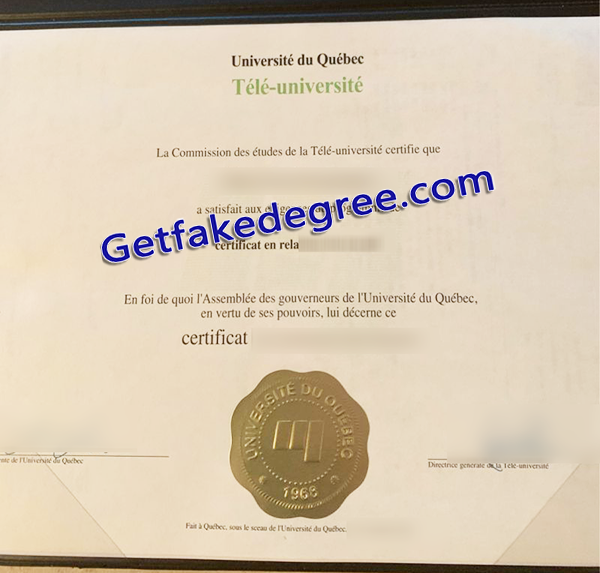 Université du Québec
Télé-université
La Commission des études de la Télé-université certifie que
a satisfait aux
Getfakedegree.com
certificat en rela
En foi de quoi l'Assemblée des gouverneurs de l'Université du Québec,
en vertu de ses pouvoirs, lui décerne ce
certificat
UNIVERSITÉ DU QUÉBEC
1968
de l'Université du Québec
Directrice générale de la Télé-université
Fait à Québec, sous le sceau de l'Université du Québec.